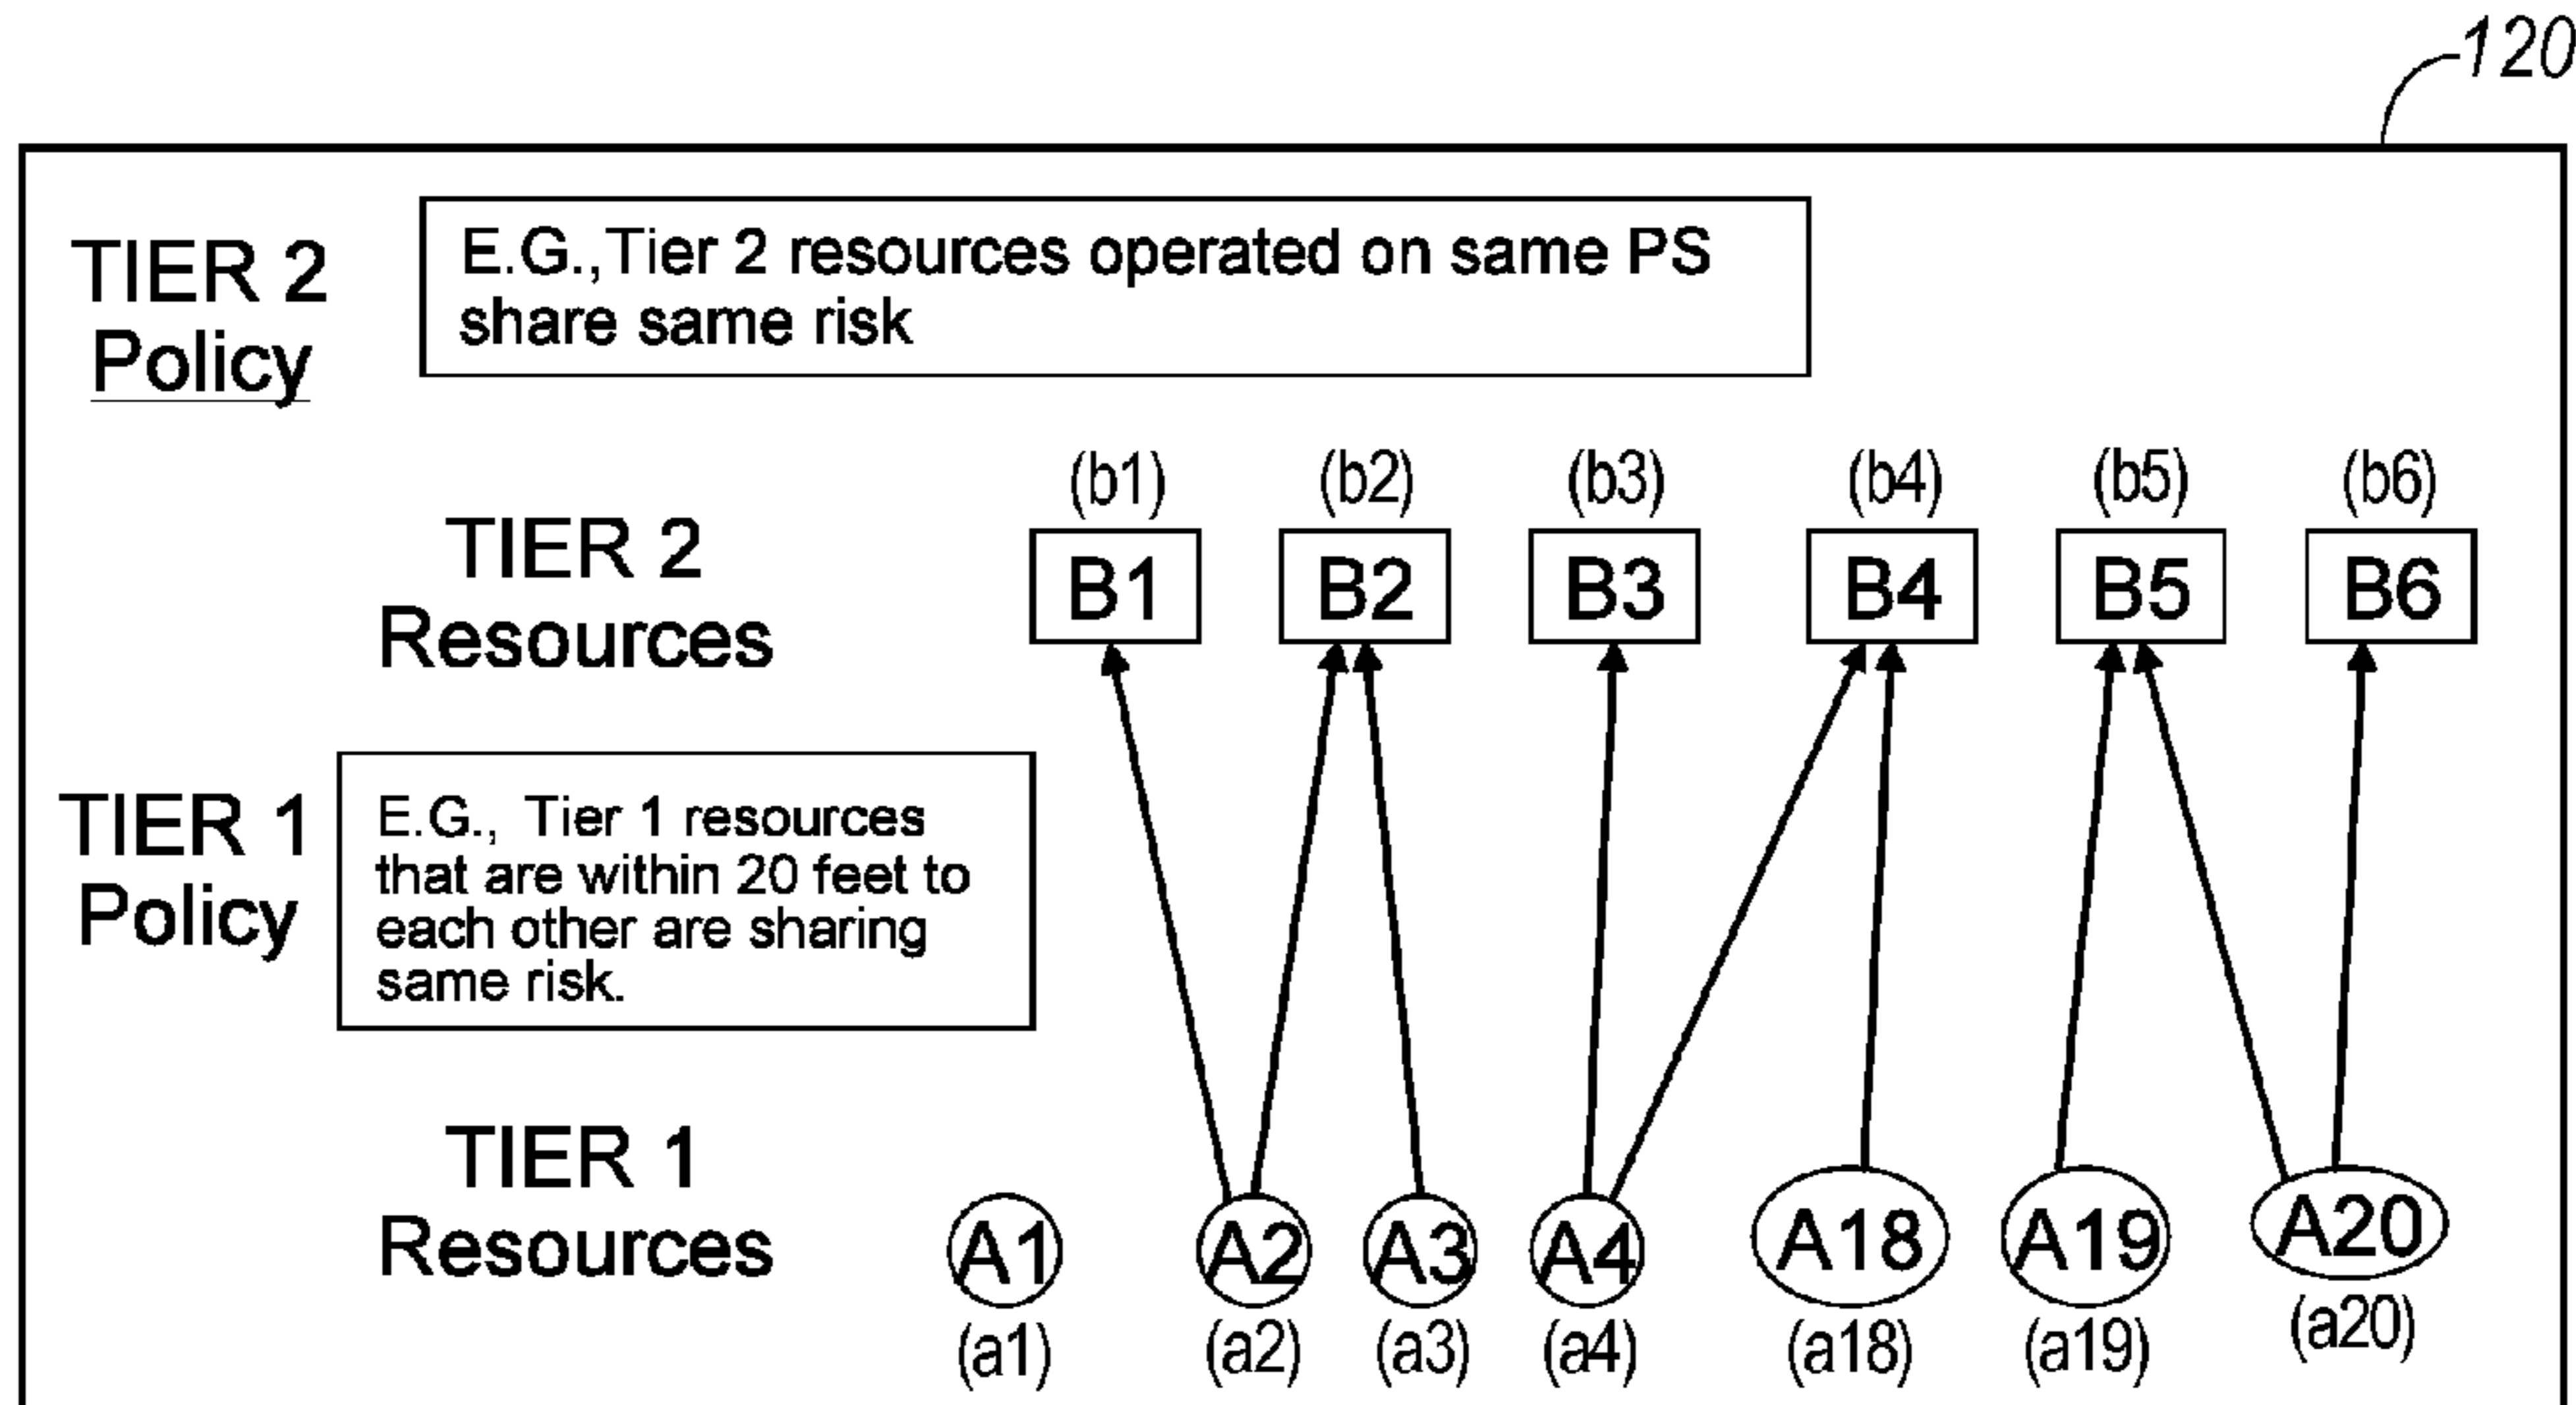 120
TIER 2
Policy
E.G.,Tier 2 resources operated on same PS
share same risk
(b1) (b2) (b3) (b4) (b5) (b6)
TIER 2
Resources
B1 B2 B3 B4 B5 B6
TIER 1
Policy
E.G., Tier 1 resources
that are within 20 feet to
each other are sharing
same risk.
TIER 1
Resources
A1 A2 A3 A4 A18 A19 A20
(a1) (a2) (a3) (a4) (a18) (a19) (a20)